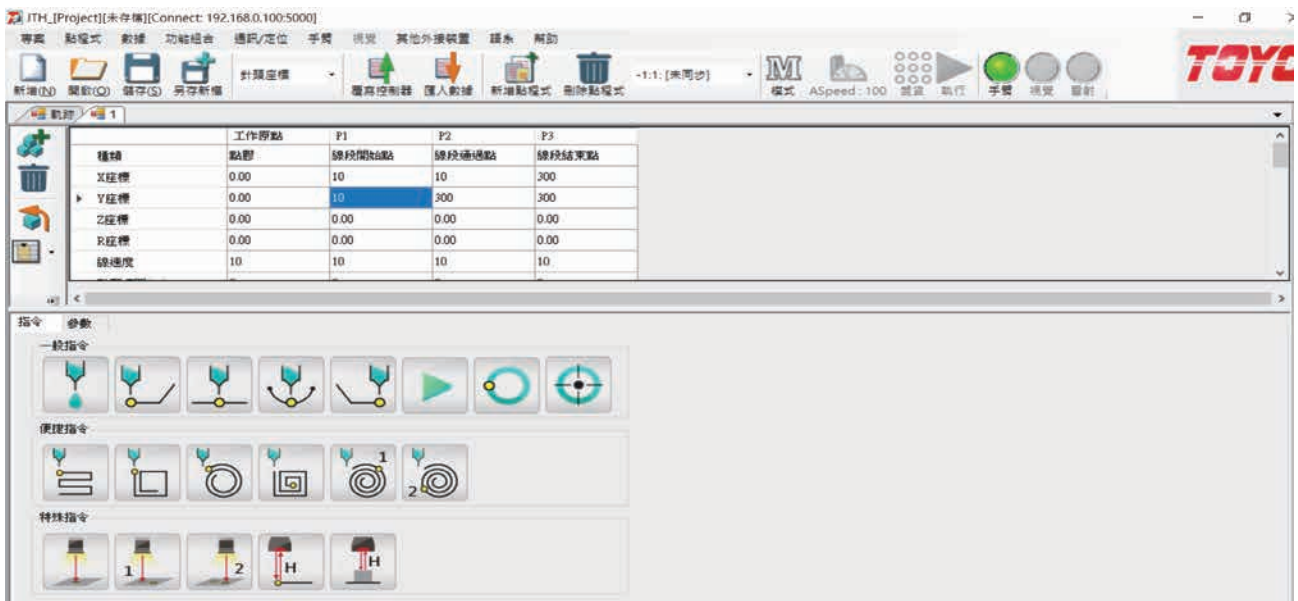 JTH_[Project][未存檔][Connect: 192.168.0.100:5000]
專案 點程式 數據 功能組合 通訊/定位 手臂 視覺 其他外接裝置 語系 幫助
新增(N) 開啟(O) 儲存(S) 另存新檔 針頭座標 覆寫控制器 匯入數據 新增點程式 刪除點程式 -1:1: [未同步] 模式 ASpeed : 100 執行 手臂 視覺 雷射
TOYO
軌跡 1
工作原點 P1 P2 P3
種類 點膠 線段開始點 線段通過點 線段結束點
X座標 0.00 10 10 300
Y座標 0.00 10 300 300
Z座標 0.00 0.00 0.00 0.00
R座標 0.00 0.00 0.00 0.00
線速度 10 10 10 10
指令 參數
一般指令
便捷指令
1
2
特殊指令
1 2 H H